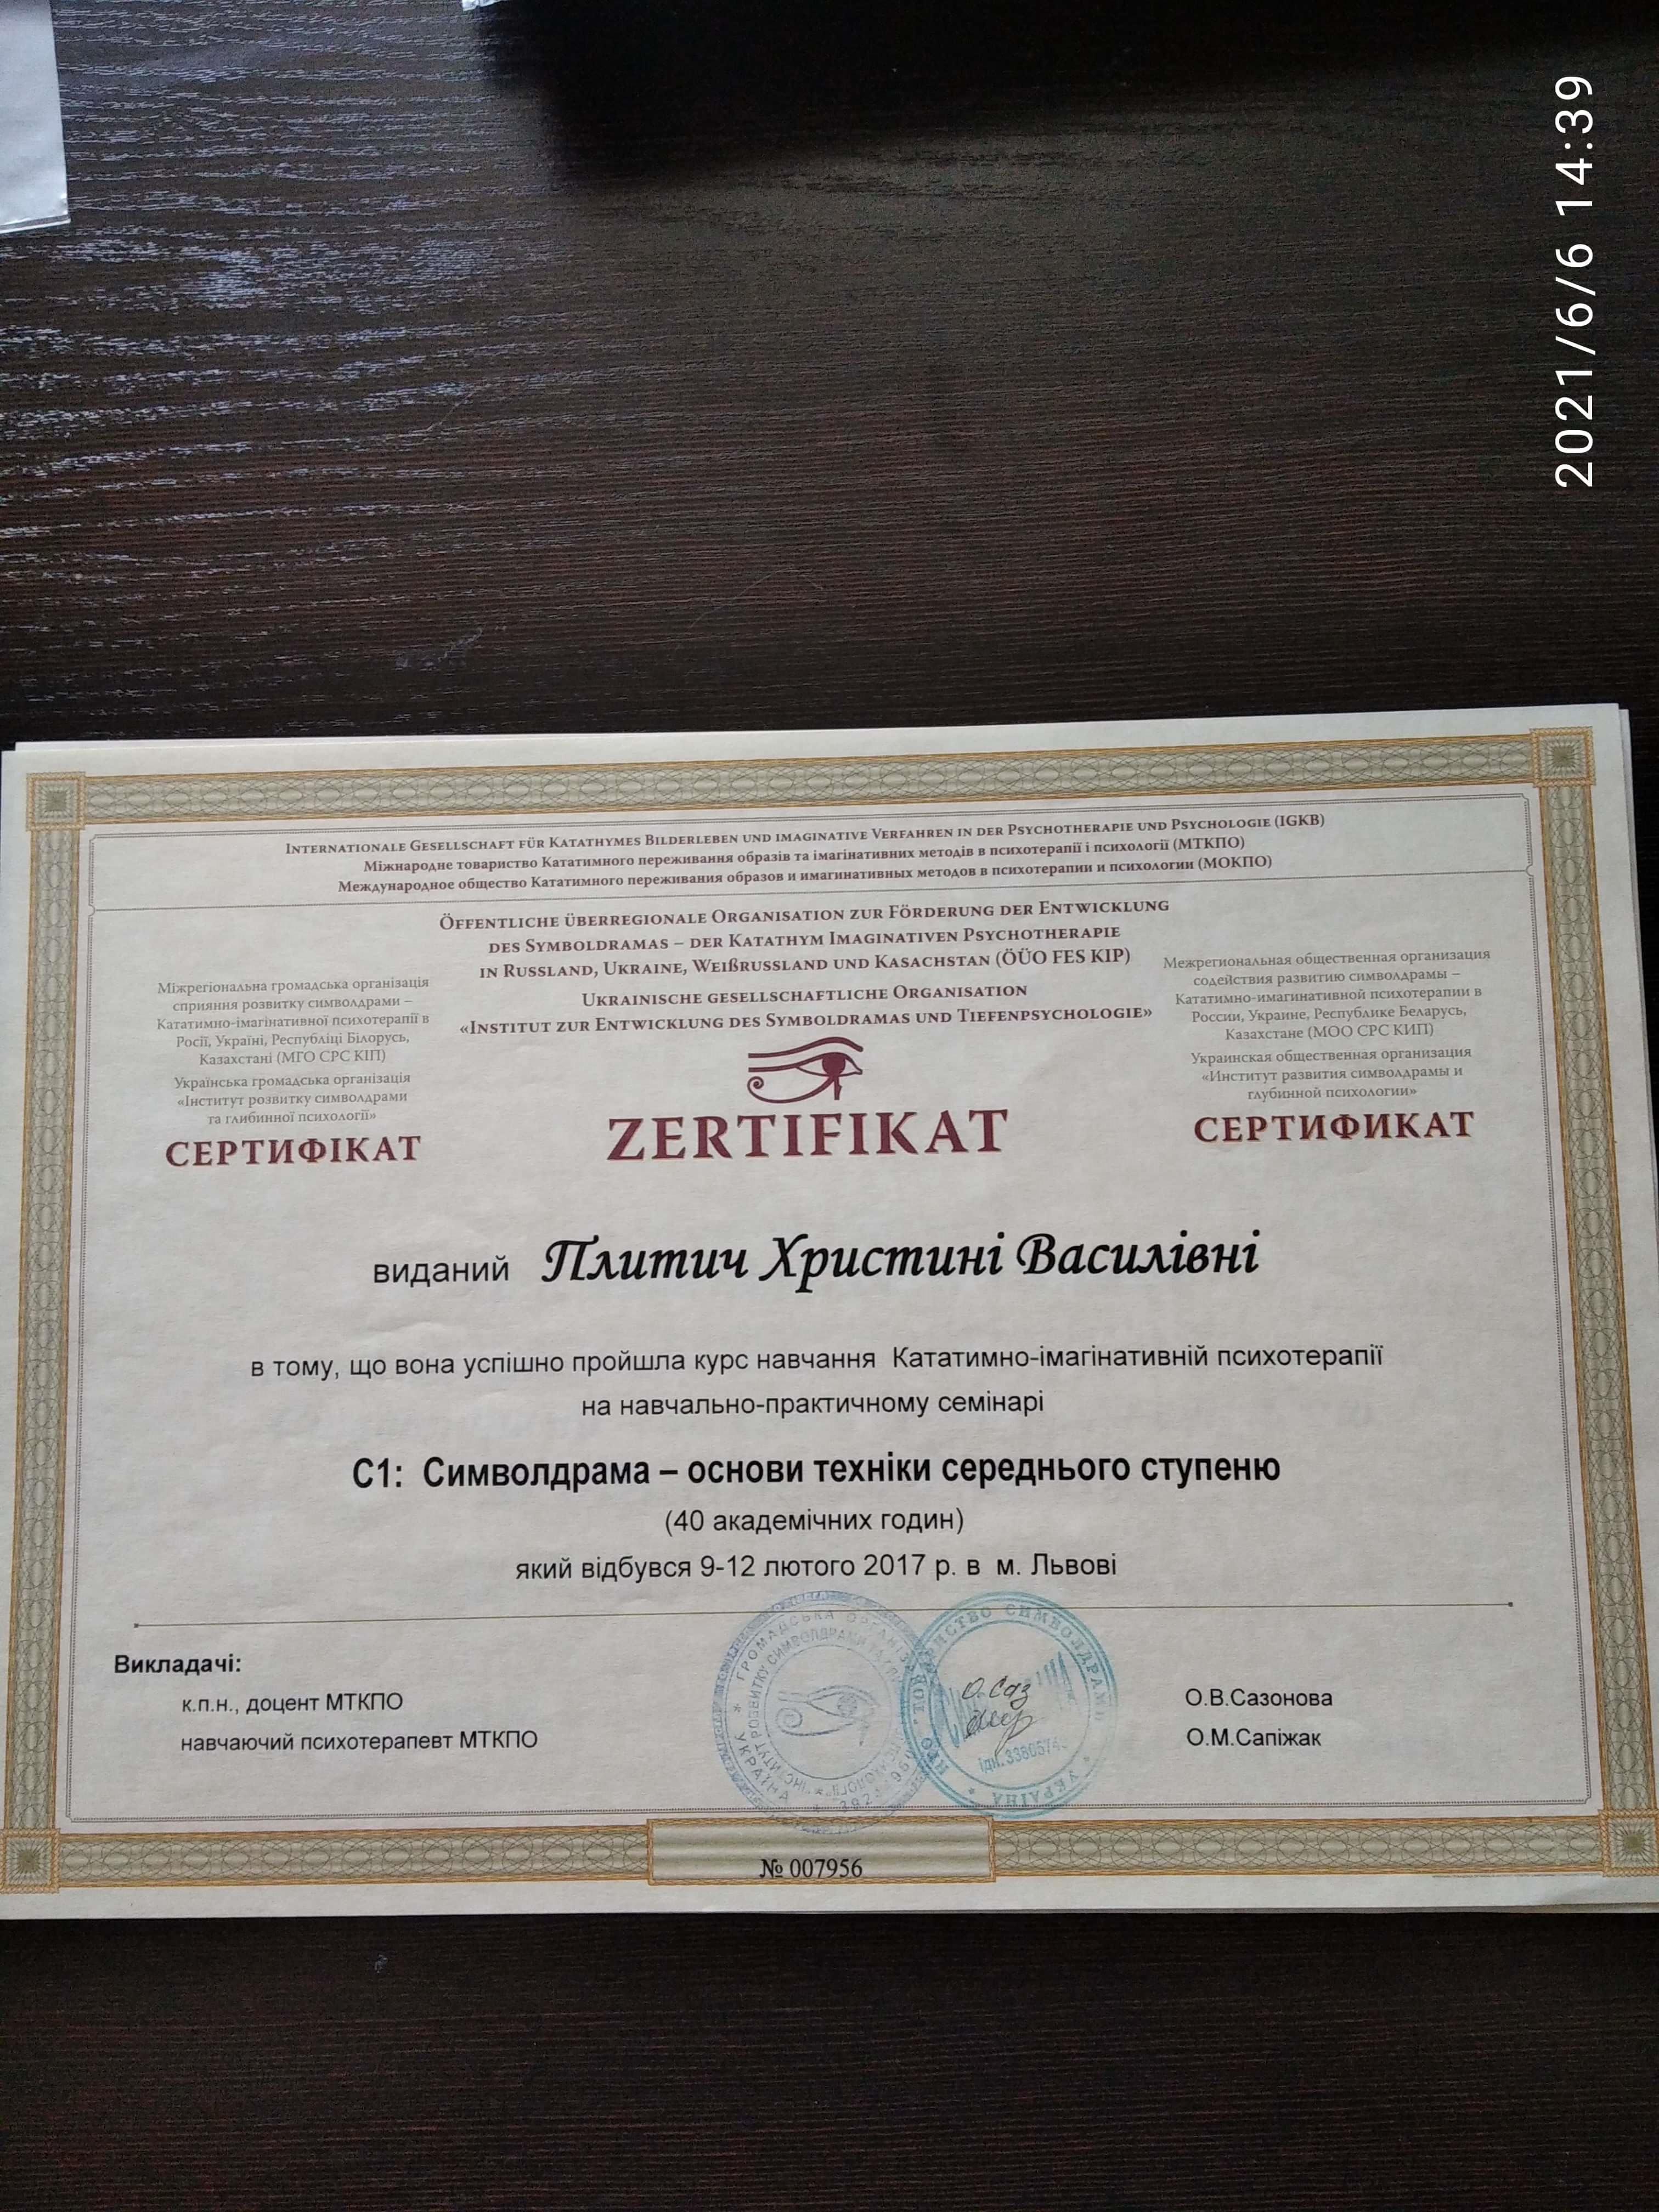 2021/6/6 14:39
Internationale Gesellschaft für Katathymes Bilderleben und imaginative Verfahren in der Psychotherapie und Psychologie (IGKB)
Міжнародне товариство Кататимного переживання образів та імагінативних методів в психотерапії і психології (МТКПО)
Международное общество Кататимного переживания образов и имагинативных методов в психотерапии и психологии (МОКПО)
Öffentliche überregionale Organisation zur Förderung der Entwicklung
des Symboldramas – der Katathym Imaginativen Psychotherapie
in Russland, Ukraine, Weißrussland und Kasachstan (ÖÜO FES KIP)
Ukrainische gesellschaftliche Organisation
«Institut zur Entwicklung des Symboldramas und Tiefenpsychologie»
Міжрегіональна громадська організація
сприяння розвитку символдрами –
Кататимно-імагінативної психотерапії в
Росії, Україні, Республіці Білорусь,
Казахстані (МГО СРС КІП)
Українська громадська організація
«Інститут розвитку символдрами
та глибинної психології»
СЕРТИФІКАТ
ZERTIFIKAT
Межрегиональная общественная организация
содействия развитию символдрамы –
Кататимно-имагинативной психотерапии в
России, Украине, Республике Беларусь,
Казахстане (МОО СРС КИП)
Украинская общественная организация
«Институт развития символдрамы и
глубинной психологии»
СЕРТИФИКАТ
виданий Плитич Христині Василівні
в тому, що вона успішно пройшла курс навчання Кататимно-імагінативній психотерапії
на навчально-практичному семінарі
С1: Символдрама – основи техніки середнього ступеню
(40 академічних годин)
який відбувся 9-12 лютого 2017 р. в м. Львові
Викладачі:
к.п.н., доцент МТКПО О.В.Сазонова
навчаючий психотерапевт МТКПО О.М.Сапіжак
ГРОМАДСЬКА
РОЗВИТКУ СИМВОЛДРАМИ
УКРАЇНА
СИМВОЛДРАМИ
УКРАЇНА
№ 007956